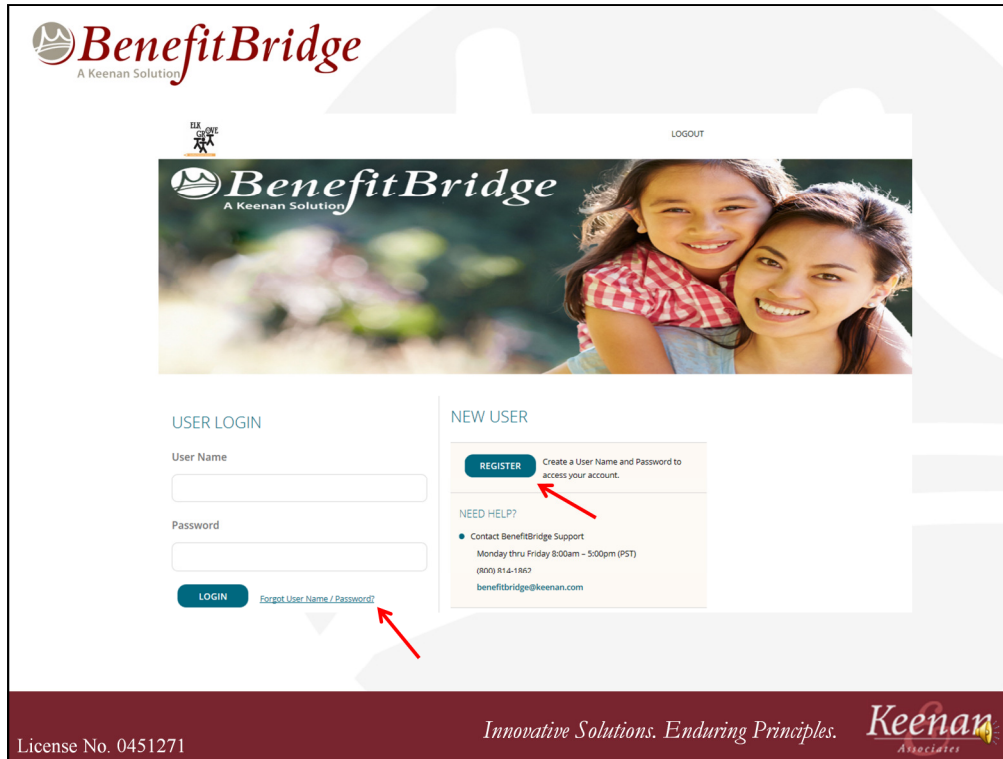 BenefitBridge
A Keenan Solution
ELK
GROVE
LOGOUT
BenefitBridge
A Keenan Solution
USER LOGIN
User Name
Password
LOGIN
Forgot User Name / Password?
NEW USER
REGISTER
Create a User Name and Password to
access your account.
NEED HELP?
Contact BenefitBridge Support
Monday thru Friday 8:00am – 5:00pm (PST)
(800) 814-1862
benefitbridge@keenan.com
License No. 0451271
Innovative Solutions. Enduring Principles.
Keenan
& Associates